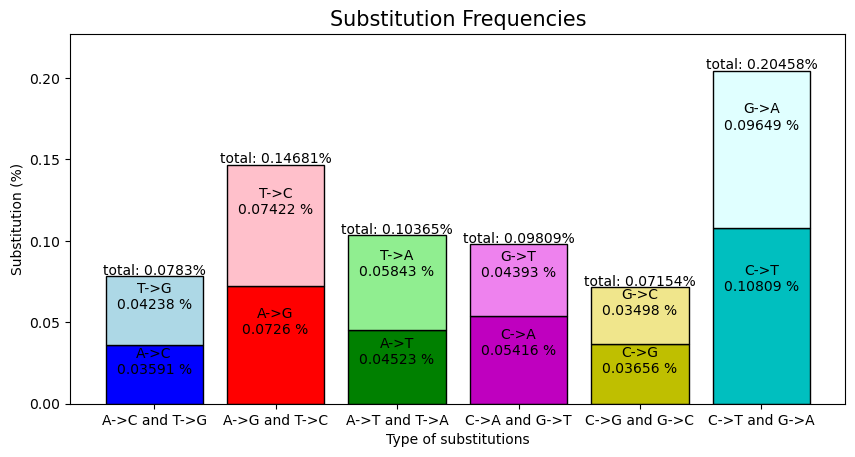 Substitution Frequencies
Substitution (%)
0.20
0.15
0.10
0.05
0.00
total: 0.0783%
T->G
0.04238 %
A->C
0.03591 %
total: 0.14681%
T->C
0.07422 %
A->G
0.0726 %
total: 0.10365%
T->A
0.05843 %
A->T
0.04523 %
total: 0.09809%
G->T
0.04393 %
C->A
0.05416 %
total: 0.07154%
G->C
0.03498 %
C->G
0.03656 %
total: 0.20458%
G->A
0.09649 %
C->T
0.10809 %
A->C and T->G
A->G and T->C
A->T and T->A
C->A and G->T
C->G and G->C
C->T and G->A
Type of substitutions